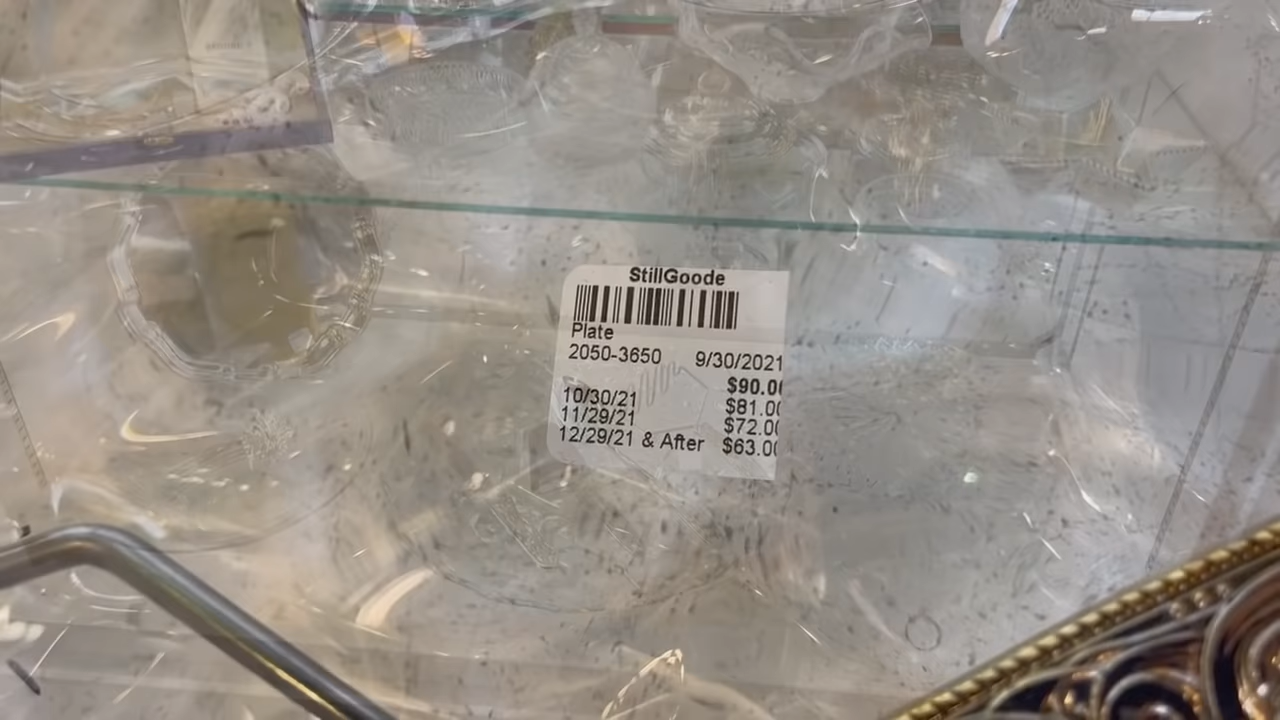 StillGoode
Plate
2050-3650 9/30/2021
$90.00
10/30/21 $81.00
11/29/21 $72.00
12/29/21 & After $63.00